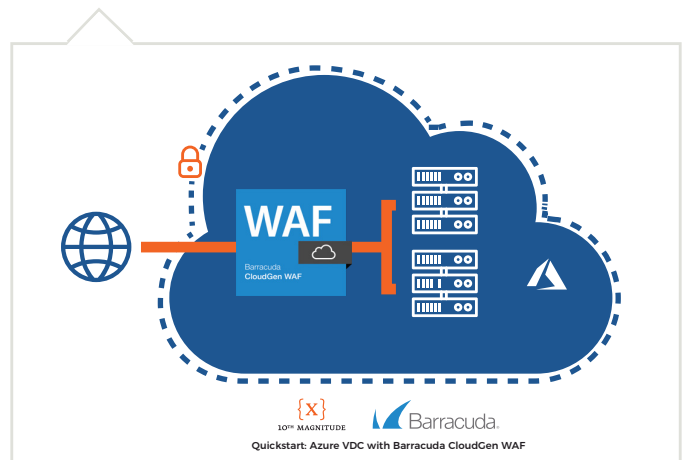 WAF
Barracuda
CloudGen WAF
{x}
10TH MAGNITUDE
Barracuda.
Quickstart: Azure VDC with Barracuda CloudGen WAF